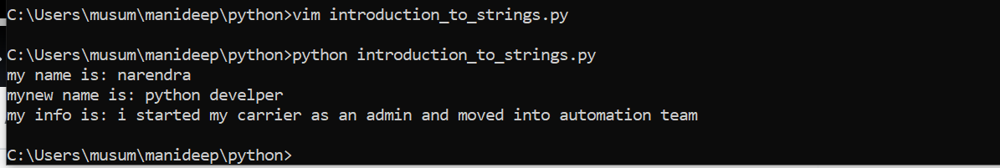 C:\Users\musum\manideep\python>vim introduction_to_strings.py
C:\Users\musum\manideep\python>python introduction_to_strings.py
my name is: narendra
mynew name is: python develper
my info is: i started my carrier as an admin and moved into automation team
C:\Users\musum\manideep\python>